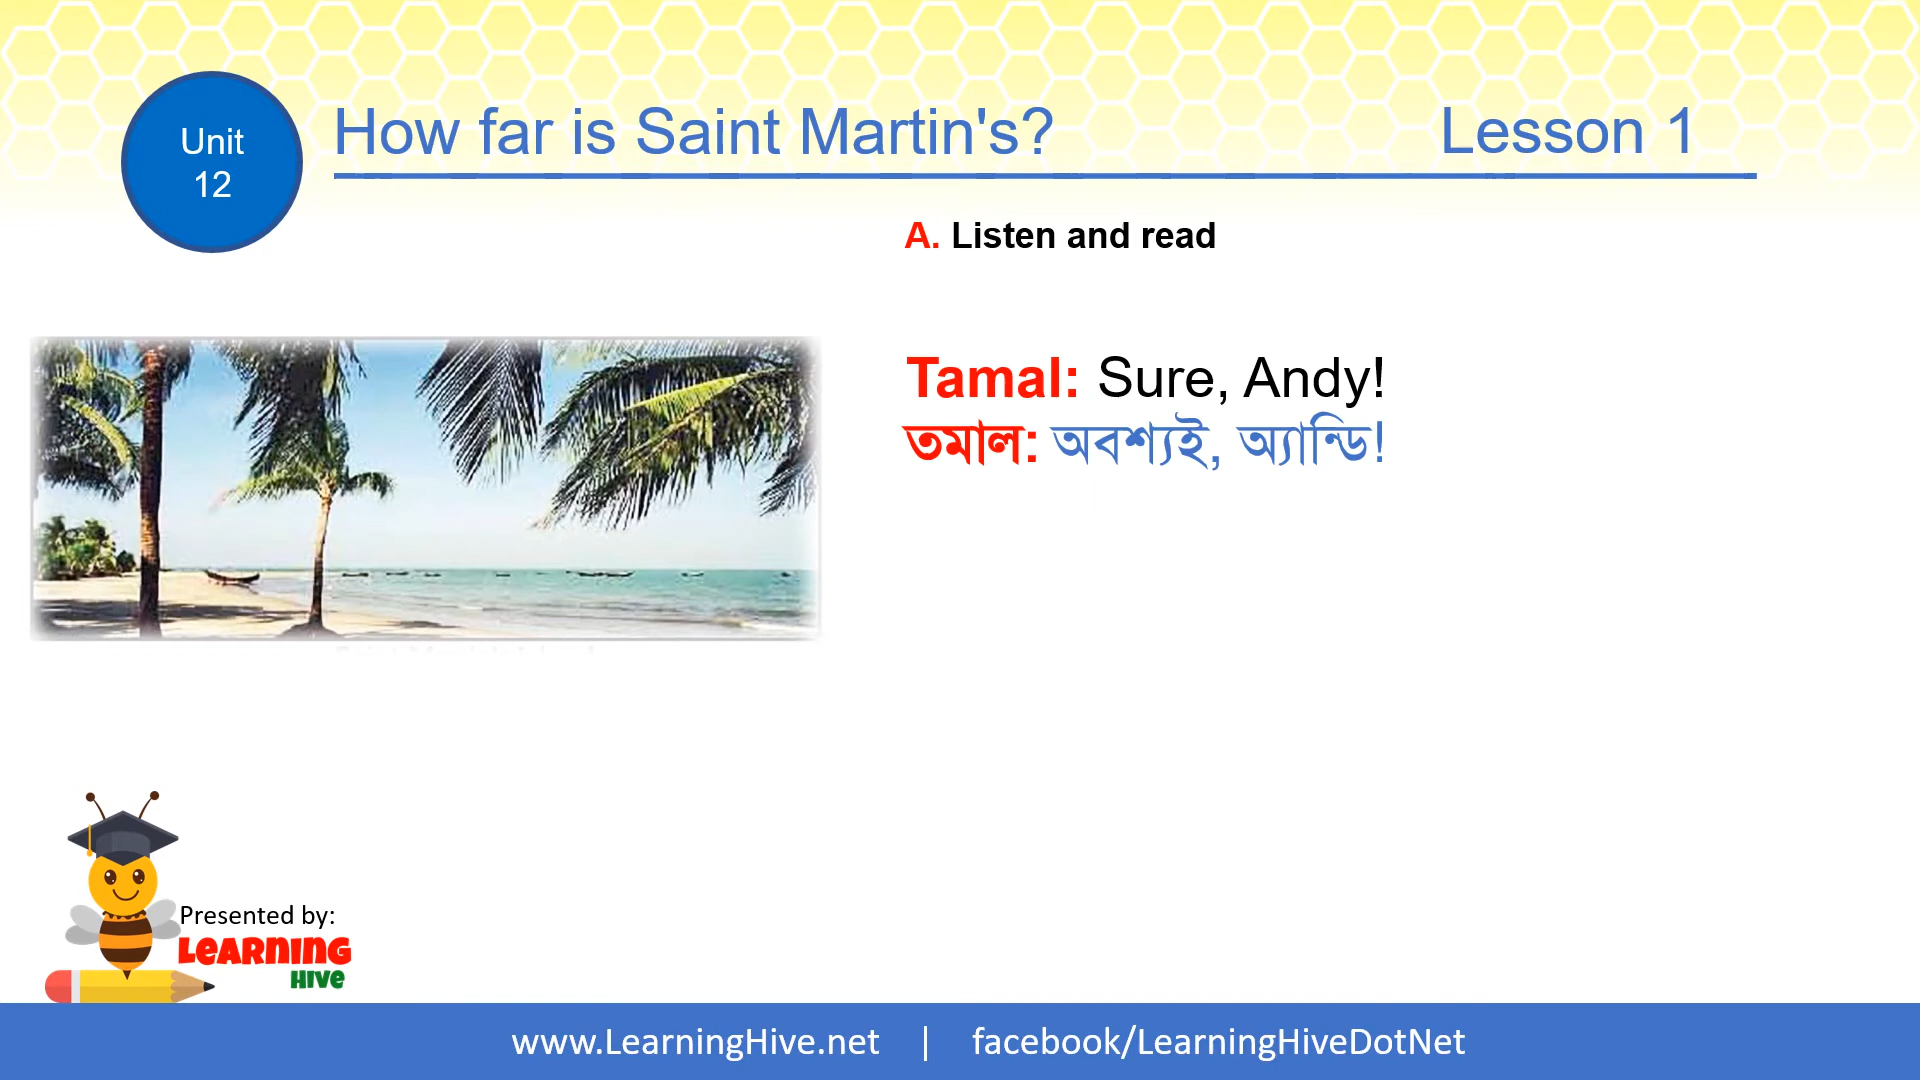 Unit
12
How far is Saint Martin's?
Lesson 1
A. Listen and read
Tamal: Sure, Andy!
তমাল: অবশ্যই, অ্যান্ডি!
Presented by:
LeARNING
HIVe
www.LearningHive.net | facebook/LearningHiveDotNet